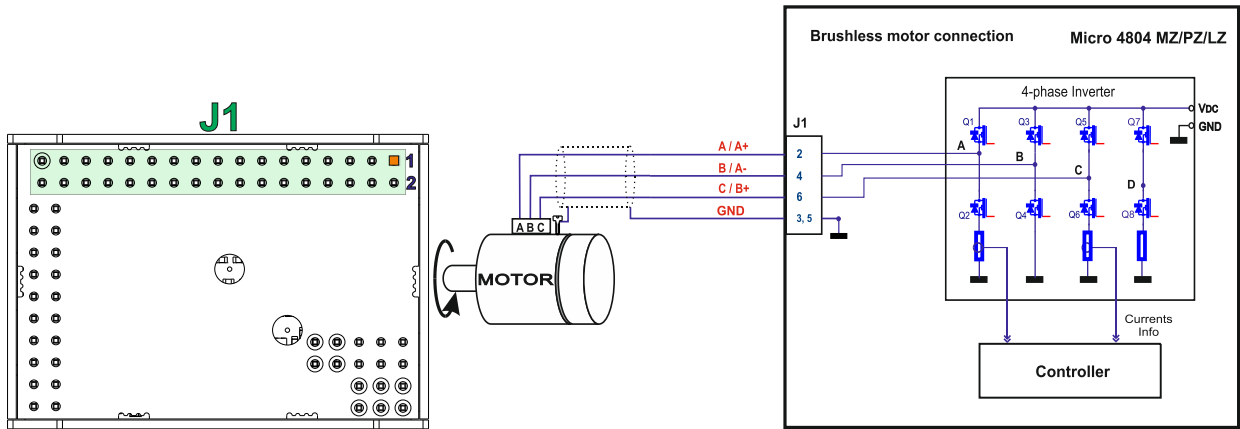 J1
1
2
A / A+
B / A-
C / B+
GND
A B C
MOTOR
Brushless motor connection
Micro 4804 MZ/PZ/LZ
J1
2
4
6
3, 5
4-phase Inverter
VDC
GND
Q1
Q3
Q5
Q7
A
B
C
D
Q2
Q4
Q6
Q8
Currents
Info
Controller